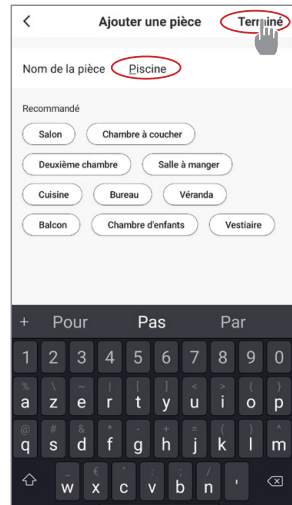 Ajouter une pièce Terminé
Nom de la pièce Piscine
Recommandé
Salon Chambre à coucher
Deuxième chambre Salle à manger
Cuisine Bureau Véranda
Balcon Chambre d'enfants Vestiaire
+ Pour Pas Par
1 2 3 4 5 6 7 8 9 0
a z e r t y u i o p
q s d f g h j k l m
w x c v b n '